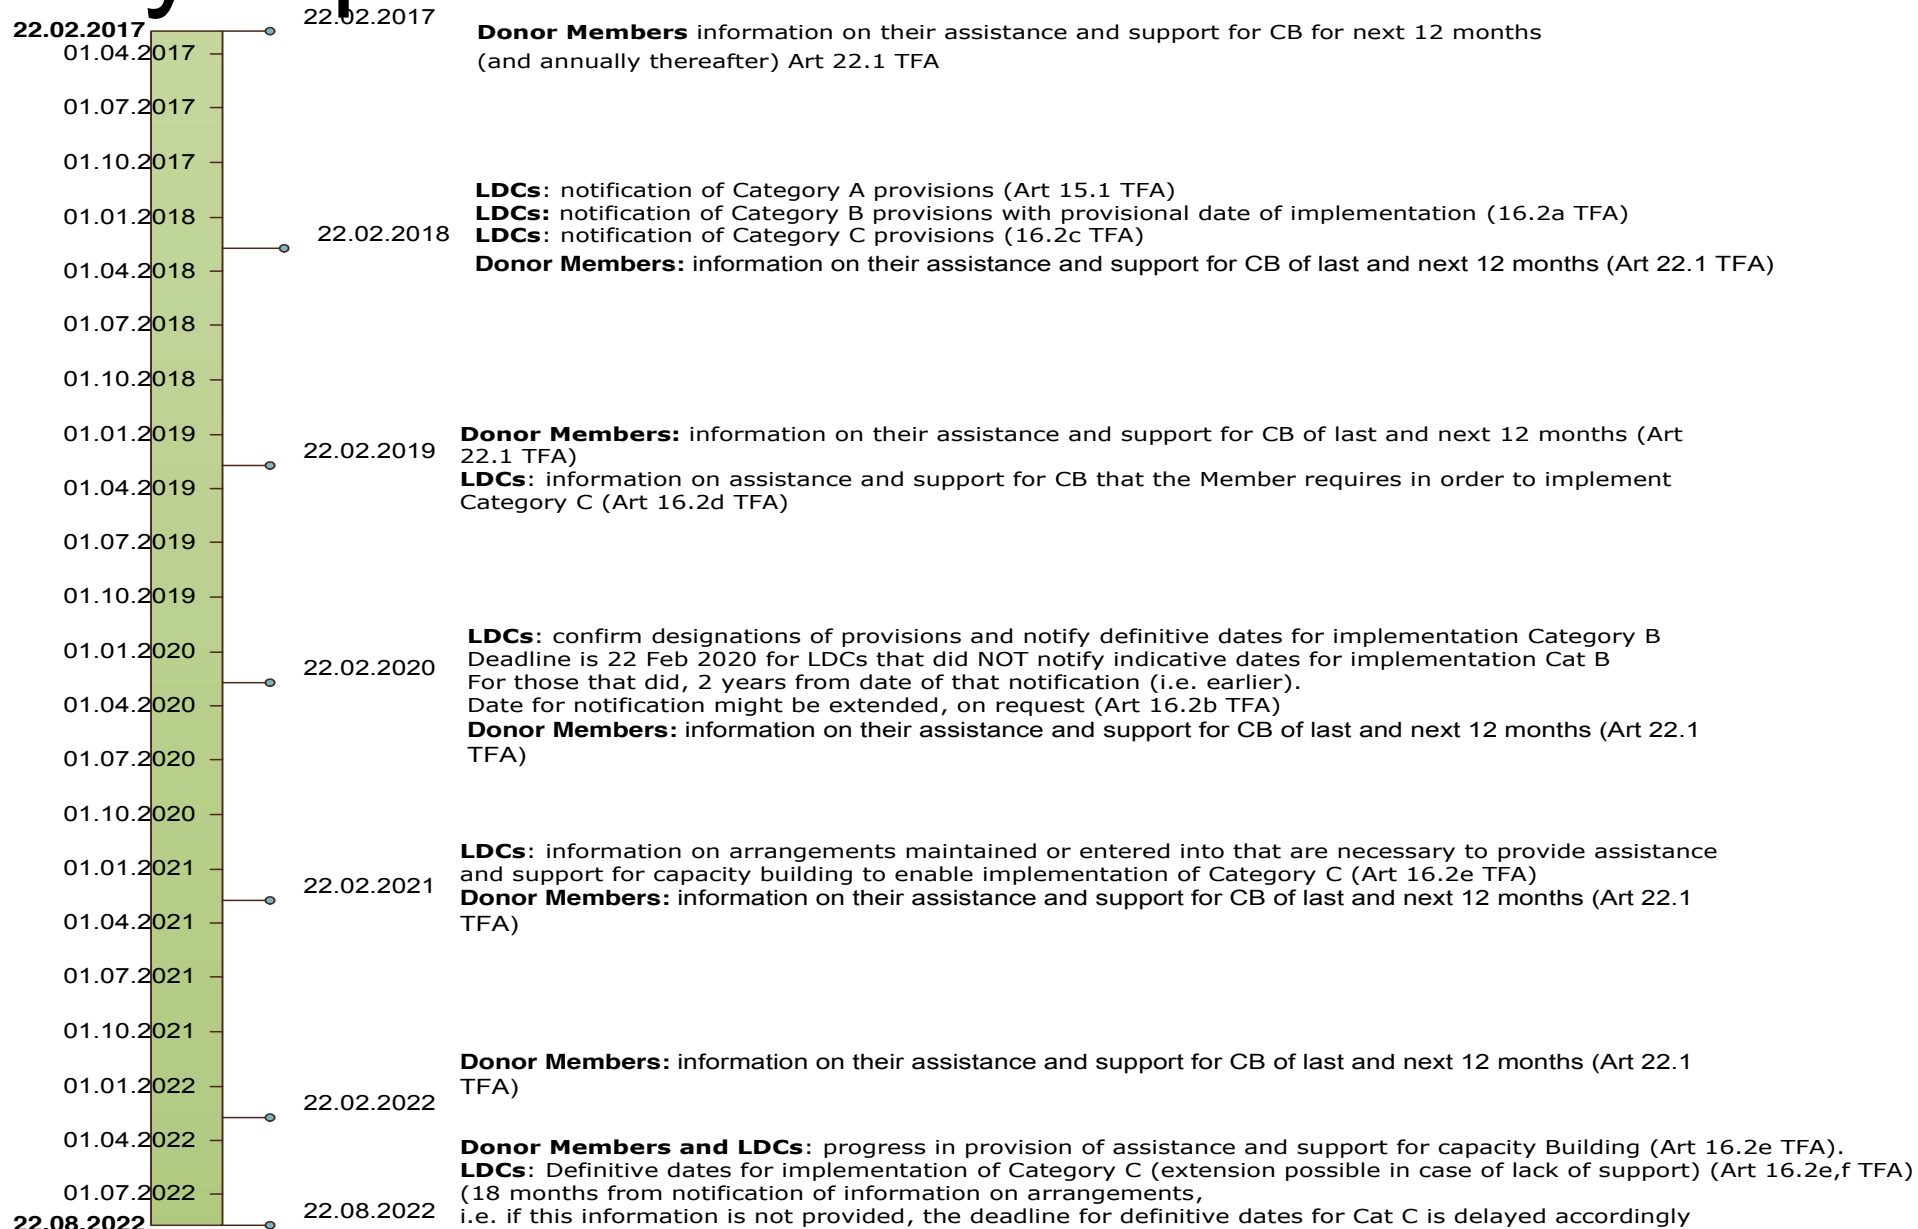 22.02.2017
22.02.2017
Donor Members information on their assistance and support for CB for next 12 months
(and annually thereafter) Art 22.1 TFA
01.04.2017
01.07.2017
01.10.2017
01.01.2018
22.02.2018
LDCs: notification of Category A provisions (Art 15.1 TFA)
LDCs: notification of Category B provisions with provisional date of implementation (16.2a TFA)
LDCs: notification of Category C provisions (16.2c TFA)
Donor Members: information on their assistance and support for CB of last and next 12 months (Art 22.1 TFA)
01.04.2018
01.07.2018
01.10.2018
01.01.2019
22.02.2019
Donor Members: information on their assistance and support for CB of last and next 12 months (Art
22.1 TFA)
LDCs: information on assistance and support for CB that the Member requires in order to implement
Category C (Art 16.2d TFA)
01.04.2019
01.07.2019
01.10.2019
01.01.2020
22.02.2020
LDCs: confirm designations of provisions and notify definitive dates for implementation Category B
Deadline is 22 Feb 2020 for LDCs that did NOT notify indicative dates for implementation Cat B
For those that did, 2 years from date of that notification (i.e. earlier).
Date for notification might be extended, on request (Art 16.2b TFA)
Donor Members: information on their assistance and support for CB of last and next 12 months (Art 22.1
TFA)
01.04.2020
01.07.2020
01.10.2020
01.01.2021
22.02.2021
LDCs: information on arrangements maintained or entered into that are necessary to provide assistance
and support for capacity building to enable implementation of Category C (Art 16.2e TFA)
Donor Members: information on their assistance and support for CB of last and next 12 months (Art 22.1
TFA)
01.04.2021
01.07.2021
01.10.2021
01.01.2022
22.02.2022
Donor Members: information on their assistance and support for CB of last and next 12 months (Art 22.1
TFA)
01.04.2022
01.07.2022
22.08.2022
22.08.2022
Donor Members and LDCs: progress in provision of assistance and support for capacity Building (Art 16.2e TFA).
LDCs: Definitive dates for implementation of Category C (extension possible in case of lack of support) (Art 16.2e,f TFA)
(18 months from notification of information on arrangements,
i.e. if this information is not provided, the deadline for definitive dates for Cat C is delayed accordingly